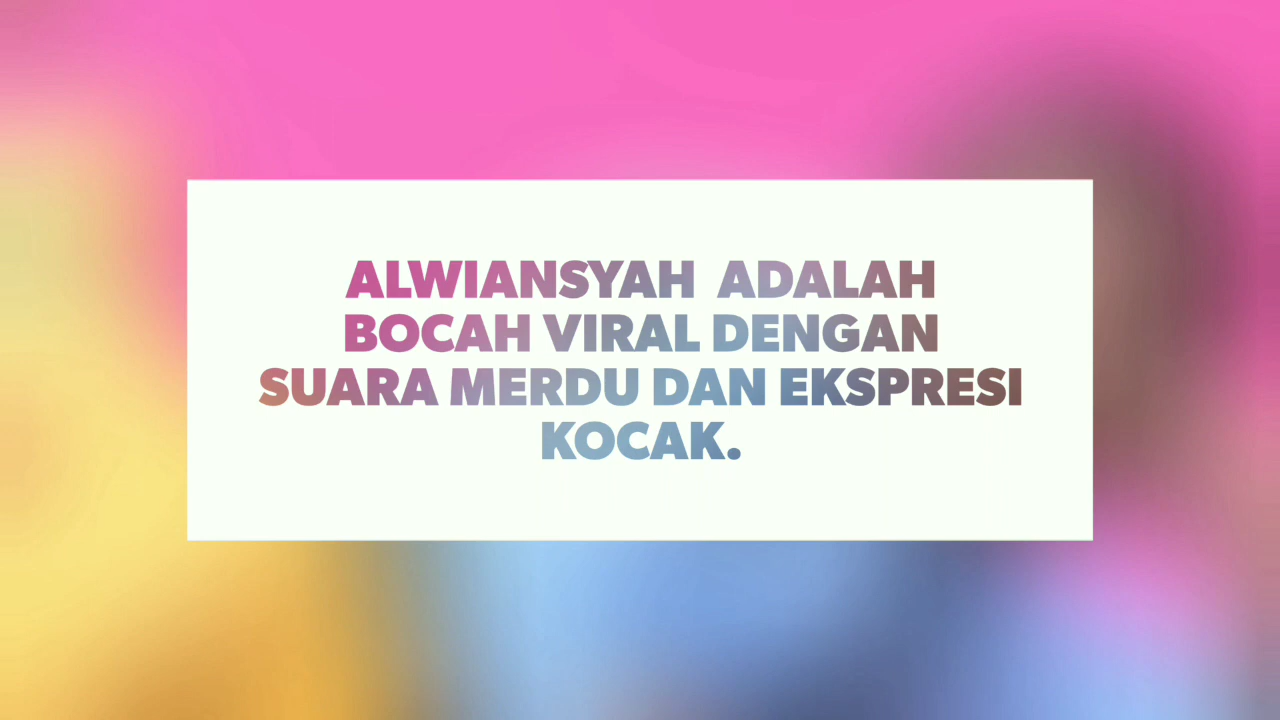 ALWIANSYAH ADALAH
BOCAH VIRAL DENGAN
SUARA MERDU DAN EKSPRESI
KOCAK.